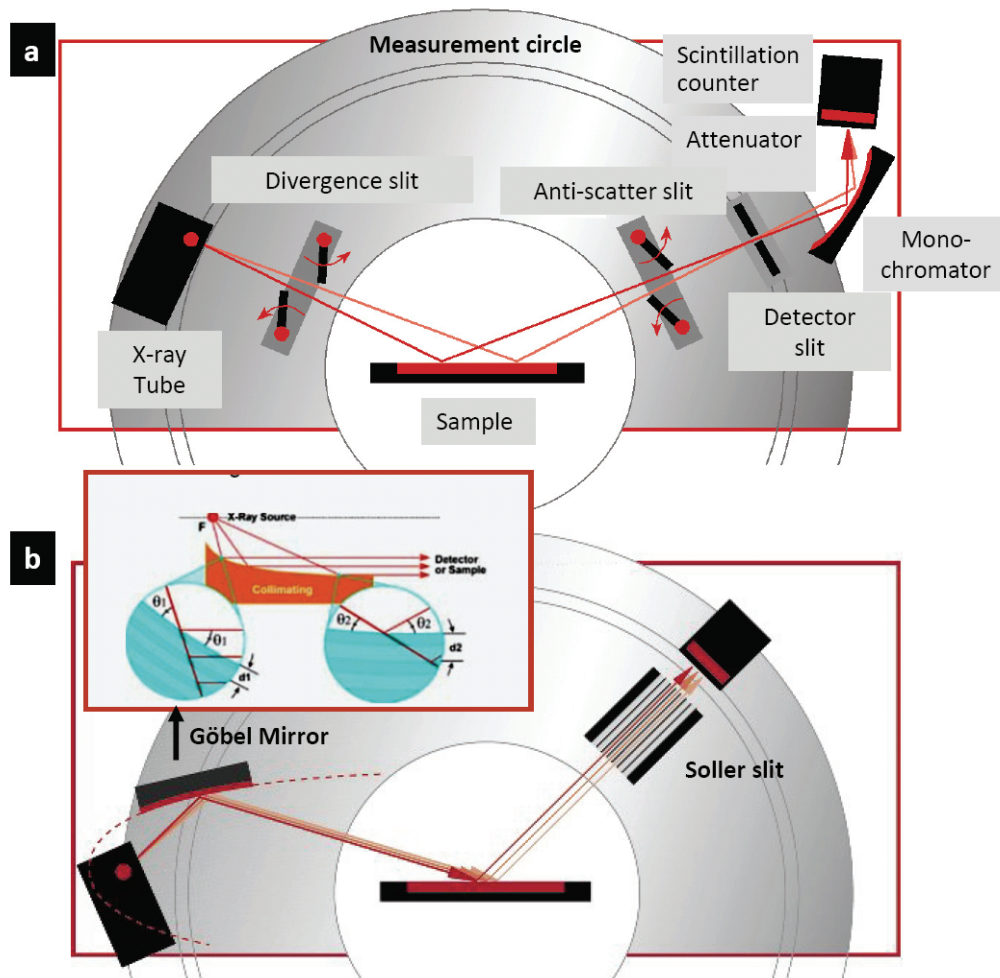 a
Measurement circle
Scintillation
counter
Attenuator
Divergence slit
Anti-scatter slit
Mono-
chromator
Detector
slit
X-ray
Tube
Sample
b
X-Ray Source
F
Detector
or Sample
Collimating
θ1
θ1
d1
θ2
θ2
d2
Göbel Mirror
Soller slit